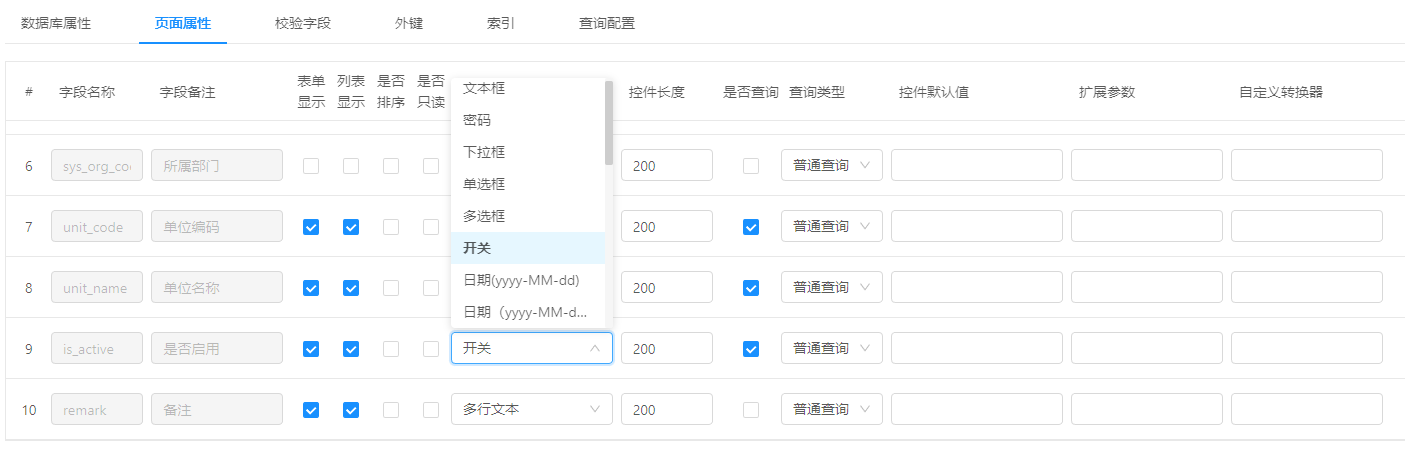 数据库属性 页面属性 校验字段 外键 索引 查询配置
# 字段名称 字段备注 表单显示 列表显示 是否排序 是否只读 控件长度 是否查询 查询类型 控件默认值 扩展参数 自定义转换器
文本框
密码
下拉框
单选框
多选框
开关
日期(yyyy-MM-dd)
日期（yyyy-MM-d...
6 sys_org_co 所属部门 200 普通查询
7 unit_code 单位编码 200 普通查询
8 unit_name 单位名称 200 普通查询
9 is_active 是否启用 开关 200 普通查询
10 remark 备注 多行文本 200 普通查询